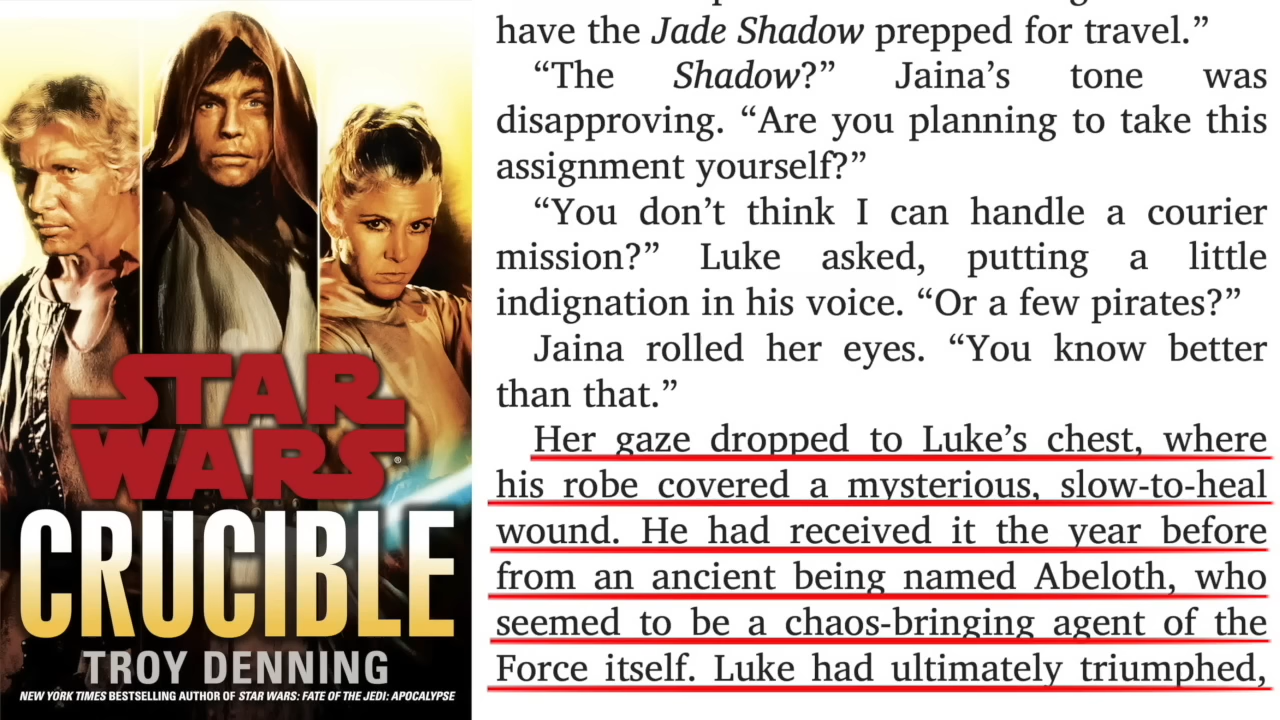 STAR
WARS
®
CRUCIBLE
TROY DENNING
NEW YORK TIMES BESTSELLING AUTHOR OF STAR WARS: FATE OF THE JEDI: APOCALYPSE
have the Jade Shadow prepped for travel.”
“The Shadow?” Jaina’s tone was
disapproving. “Are you planning to take this
assignment yourself?”
“You don’t think I can handle a courier
mission?” Luke asked, putting a little
indignation in his voice. “Or a few pirates?”
Jaina rolled her eyes. “You know better
than that.”
Her gaze dropped to Luke’s chest, where
his robe covered a mysterious, slow-to-heal
wound. He had received it the year before
from an ancient being named Abeloth, who
seemed to be a chaos-bringing agent of the
Force itself. Luke had ultimately triumphed,